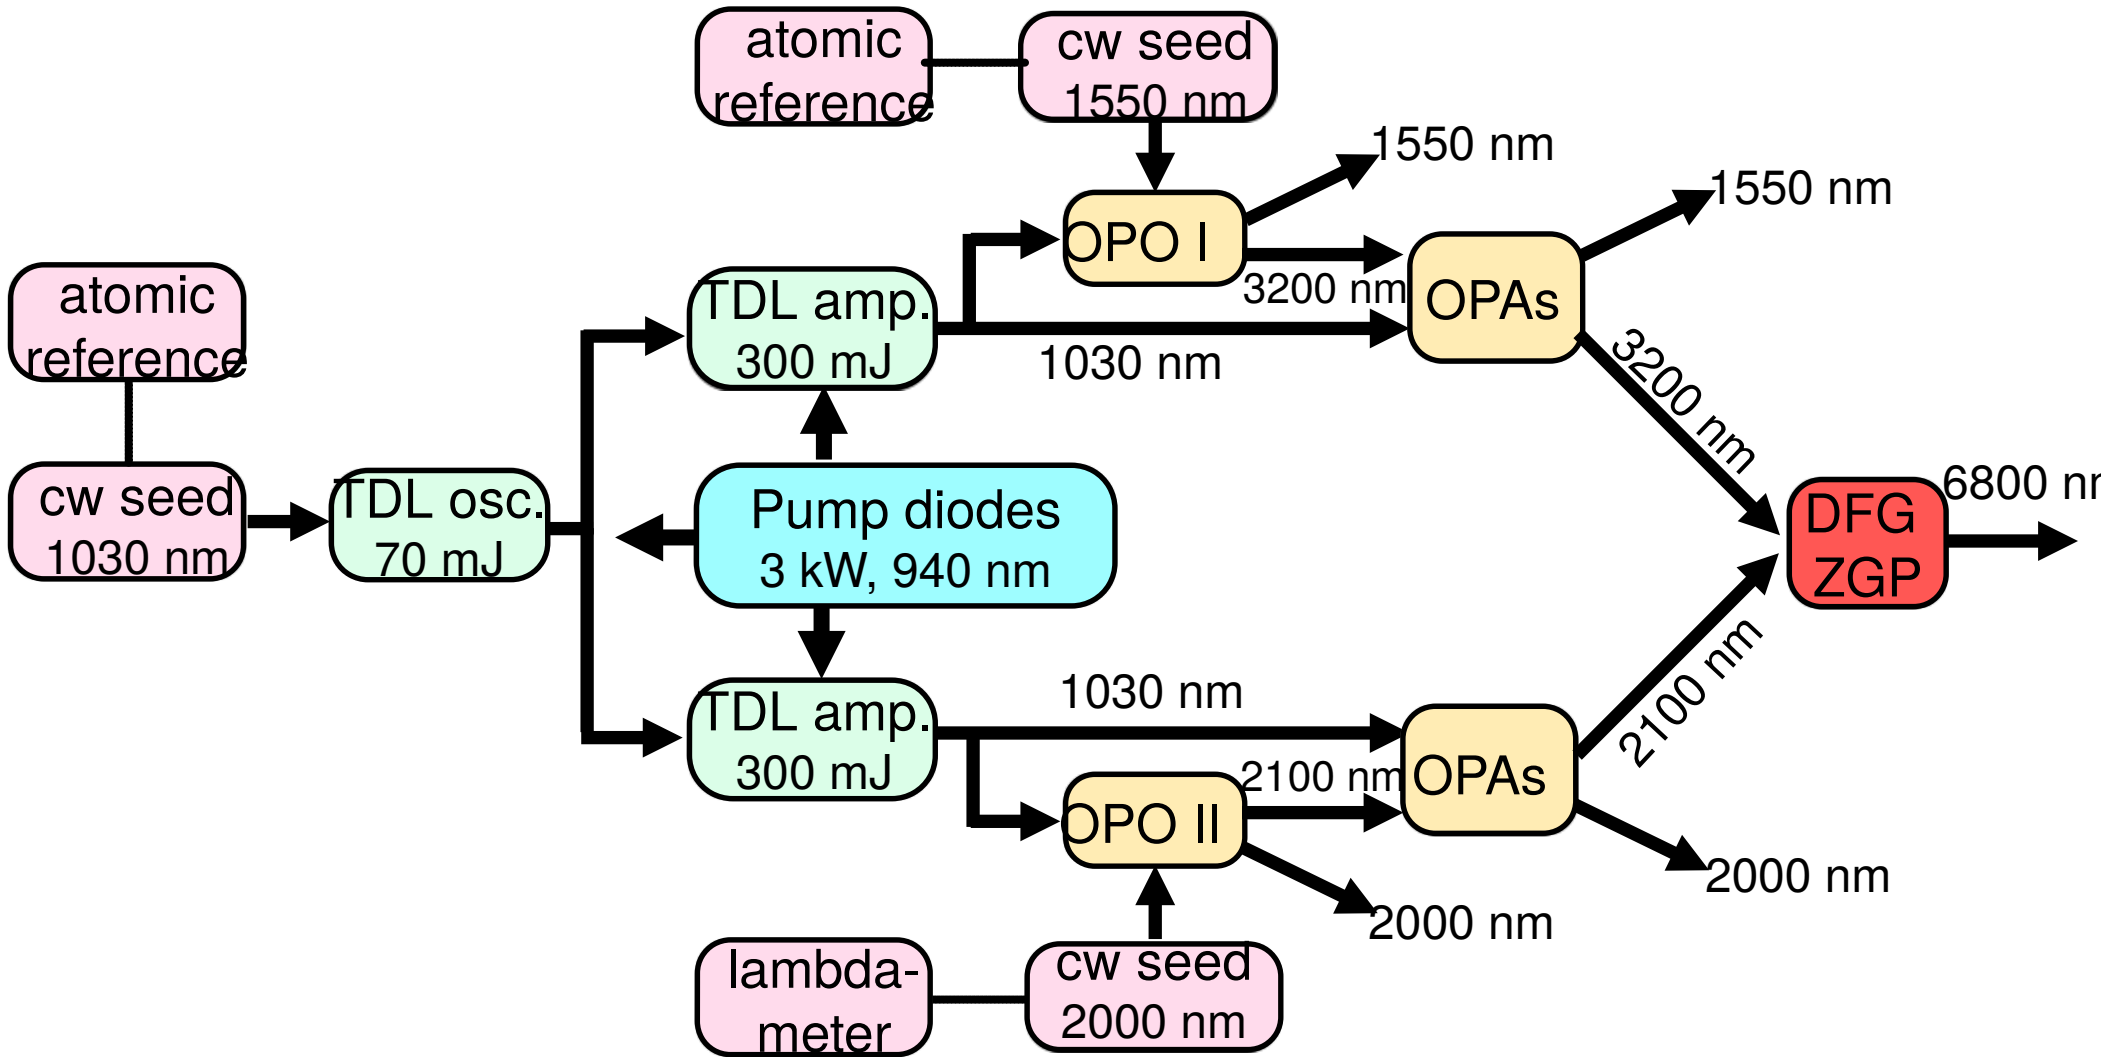 atomic
reference
cw seed
1550 nm
1550 nm
1550 nm
OPO I
3200 nm
OPAs
atomic
reference
TDL amp.
300 mJ
1030 nm
3200 nm
cw seed
1030 nm
TDL osc.
70 mJ
Pump diodes
3 kW, 940 nm
DFG
ZGP
6800 nm
TDL amp.
300 mJ
1030 nm
2100 nm
OPAs
2100 nm
OPO II
2000 nm
2000 nm
lambda-
meter
cw seed
2000 nm